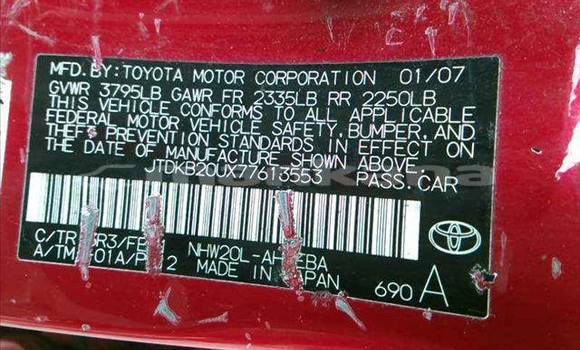 MFD. BY: TOYOTA MOTOR CORPORATION 01/07
GVWR 3795LB GAWR FR 2335LB RR 2250LB
THIS VEHICLE CONFORMS TO ALL APPLICABLE
FEDERAL MOTOR VEHICLE SAFETY, BUMPER, AND
THEFT PREVENTION STANDARDS IN EFFECT ON
THE DATE OF MANUFACTURE SHOWN ABOVE.
JTDKB20UX77613553 PASS. CAR
NHW20L-
MADE IN JAPAN
690 A